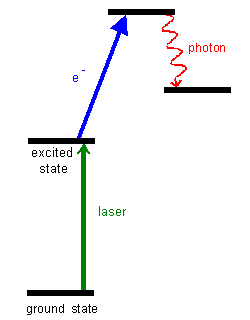 e⁻
photon
excited
state
laser
ground state